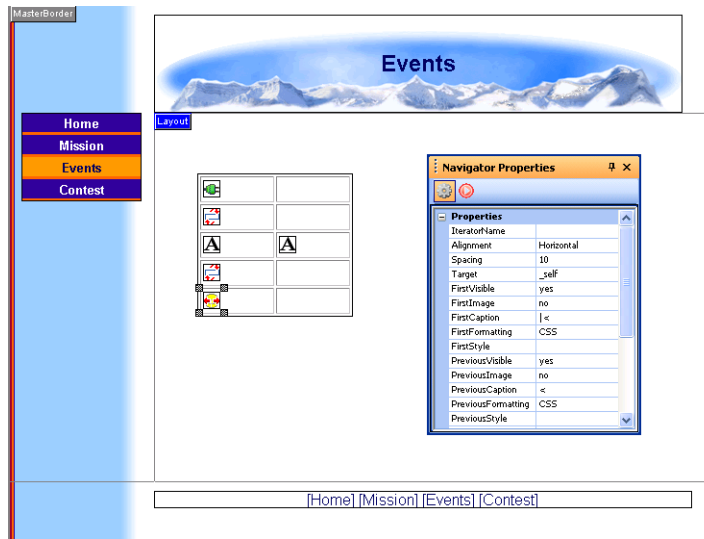 MasterBorder
Events
Home
Mission
Events
Contest
Layout
A A
Navigator Properties
Properties
IteratorName
Alignment Horizontal
Spacing 10
Target _self
FirstVisible yes
FirstImage no
FirstCaption |<
FirstFormatting CSS
FirstStyle
PreviousVisible yes
PreviousImage no
PreviousCaption <
PreviousFormatting CSS
PreviousStyle
[Home] [Mission] [Events] [Contest]